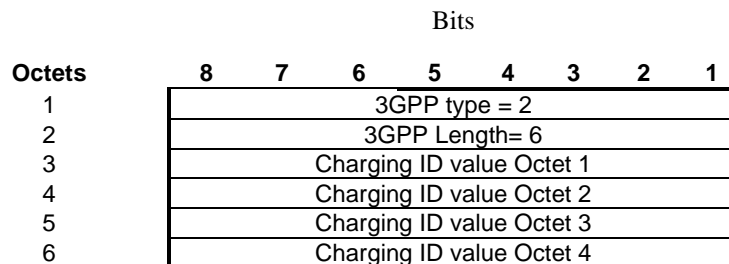 Bits
Octets 8 7 6 5 4 3 2 1
1 3GPP type = 2
2 3GPP Length= 6
3 Charging ID value Octet 1
4 Charging ID value Octet 2
5 Charging ID value Octet 3
6 Charging ID value Octet 4